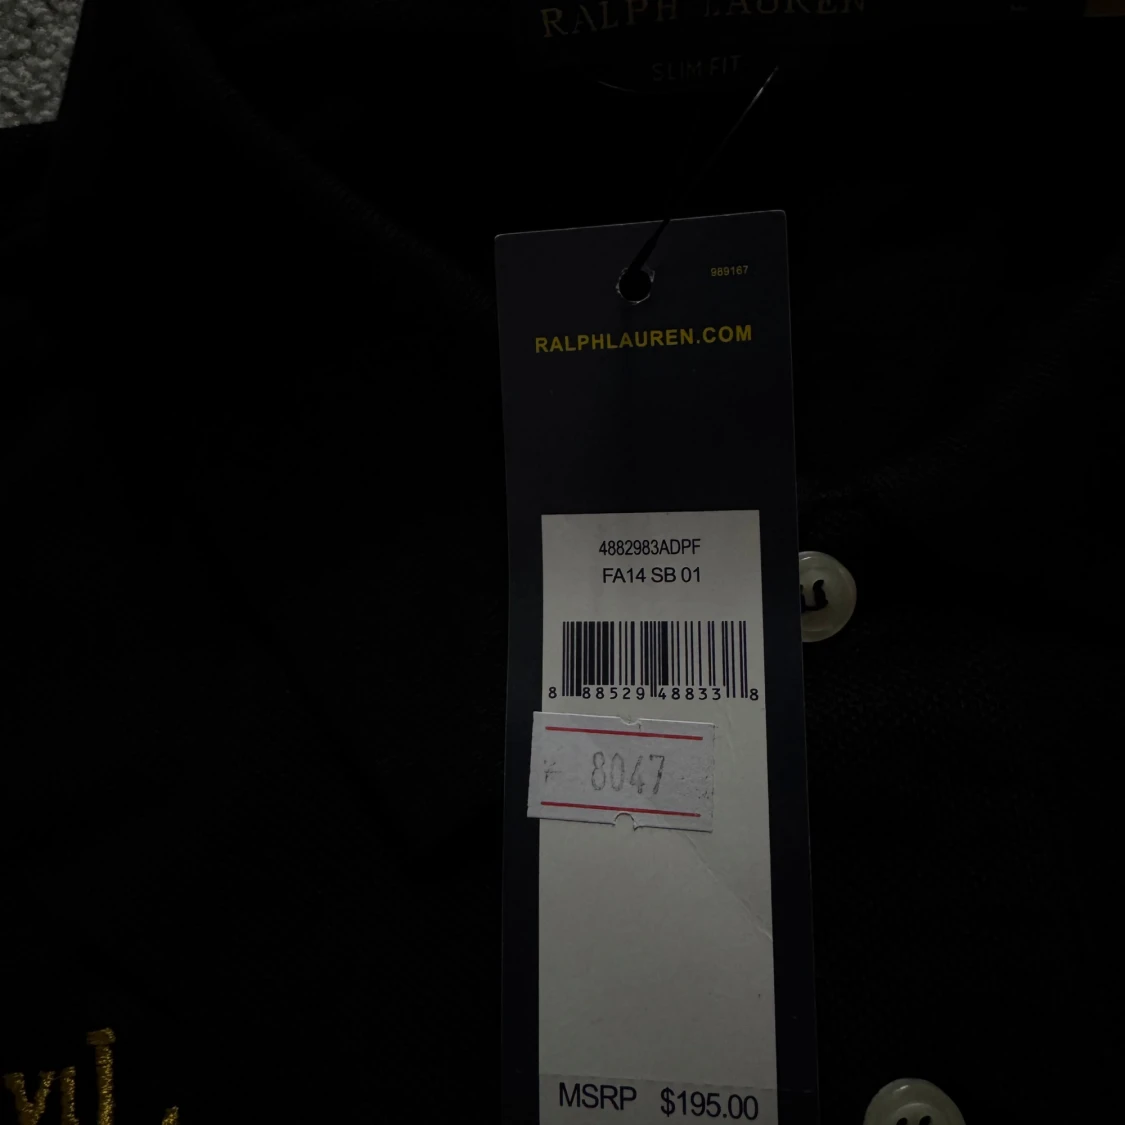 RALPH LAUREN
SLIM FIT
989167
RALPHLAUREN.COM
4882983ADPF
FA14 SB 01
8 88529 48833 8
8047
MSRP $195.00